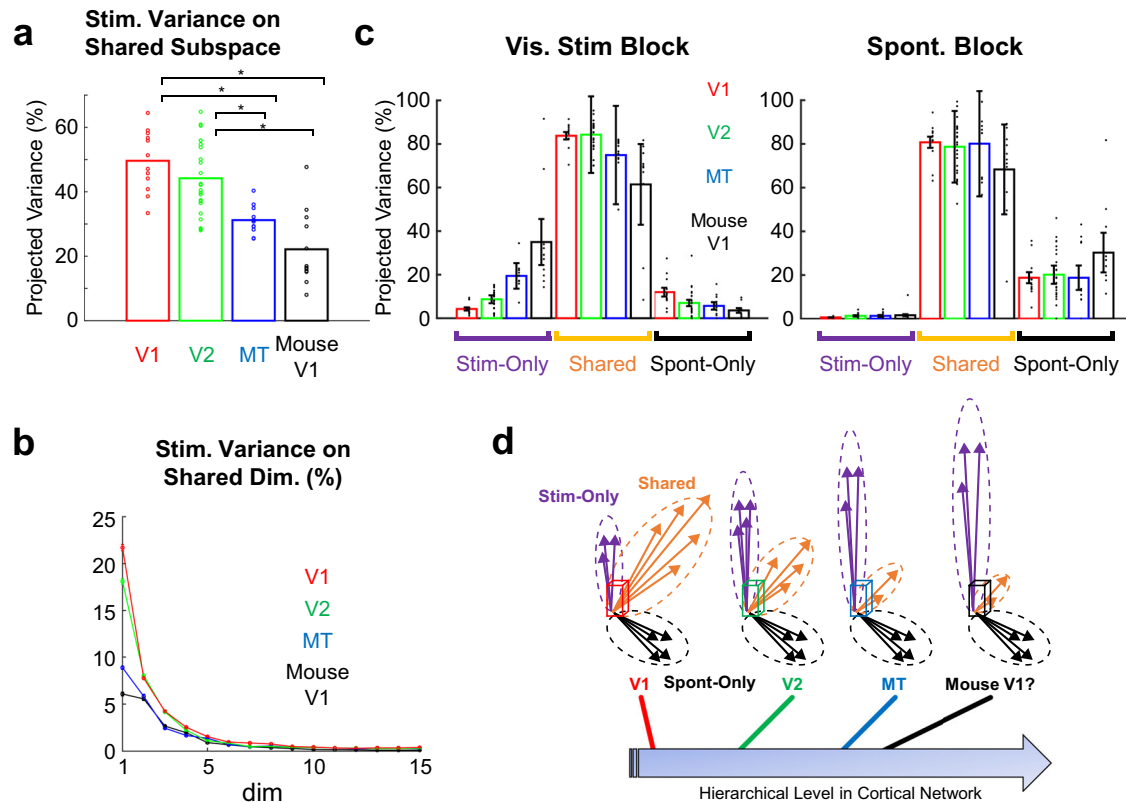 a
Stim. Variance on
Shared Subspace
Projected Variance (%)
60
40
20
0
*
*
*
*
V1
V2
MT
Mouse
V1
c
Vis. Stim Block
Projected Variance (%)
100
80
60
40
20
0
V1
V2
MT
Mouse
V1
Stim-Only
Shared
Spont-Only
Spont. Block
100
80
60
40
20
0
Stim-Only
Shared
Spont-Only
b
Stim. Variance on
Shared Dim. (%)
25
20
15
10
5
0
V1
V2
MT
Mouse
V1
1
5
10
15
dim
d
Stim-Only
Shared
V1
Spont-Only
V2
MT
Mouse V1?
Hierarchical Level in Cortical Network